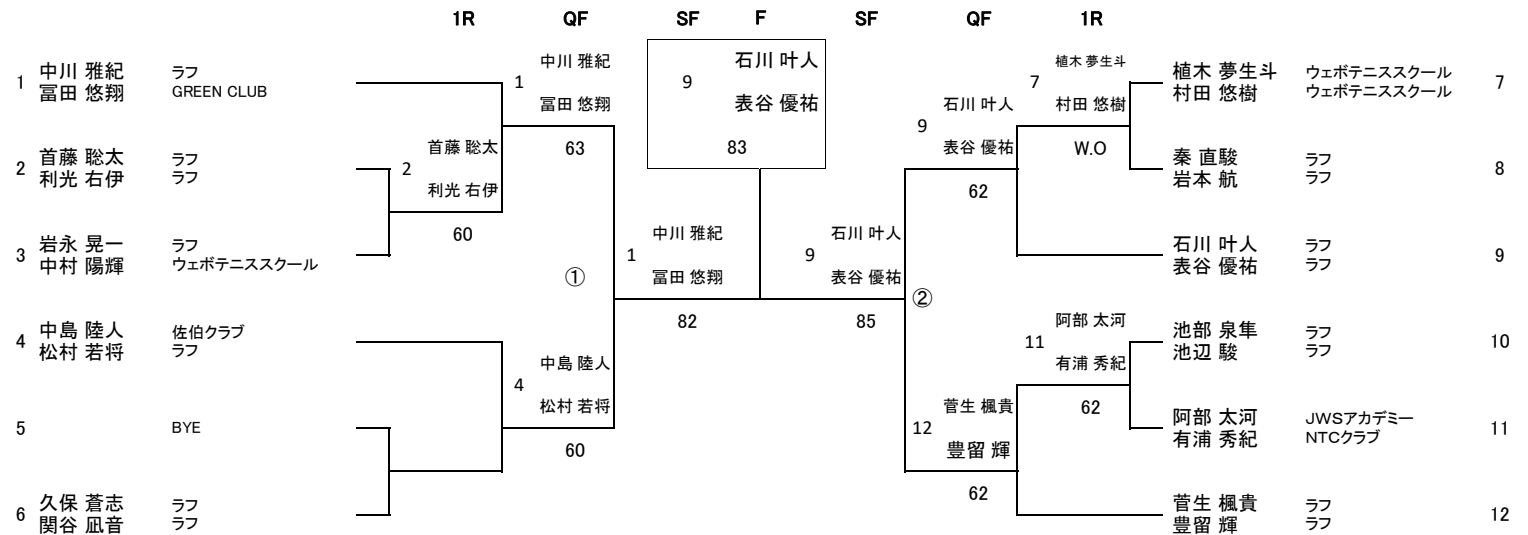 1R QF SF F SF QF 1R
1 中川 雅紀 ラフ
冨田 悠翔 GREEN CLUB
2 首藤 聡太 ラフ
利光 右伊 ラフ
3 岩永 晃一 ラフ
中村 陽輝 ウェボテニススクール
4 中島 陸人 佐伯クラブ
松村 若将 ラフ
5 BYE
6 久保 蒼志 ラフ
関谷 凪音 ラフ
2 首藤 聡太
利光 右伊
60
1 中川 雅紀
冨田 悠翔
63
①
4 中島 陸人
松村 若将
60
1 中川 雅紀
冨田 悠翔
82
9 石川 叶人
表谷 優祐
83
9 石川 叶人
表谷 優祐
85
9 石川 叶人
表谷 優祐
62
②
12 菅生 楓貴
豊留 輝
62
7 植木 夢生斗
村田 悠樹
W.O
11 阿部 太河
有浦 秀紀
62
植木 夢生斗 ウェボテニススクール 7
村田 悠樹 ウェボテニススクール
秦 直駿 ラフ 8
岩本 航 ラフ
石川 叶人 ラフ 9
表谷 優祐 ラフ
池部 泉隼 ラフ 10
池辺 駿 ラフ
阿部 太河 JWSアカデミー 11
有浦 秀紀 NTCクラブ
菅生 楓貴 ラフ 12
豊留 輝 ラフ